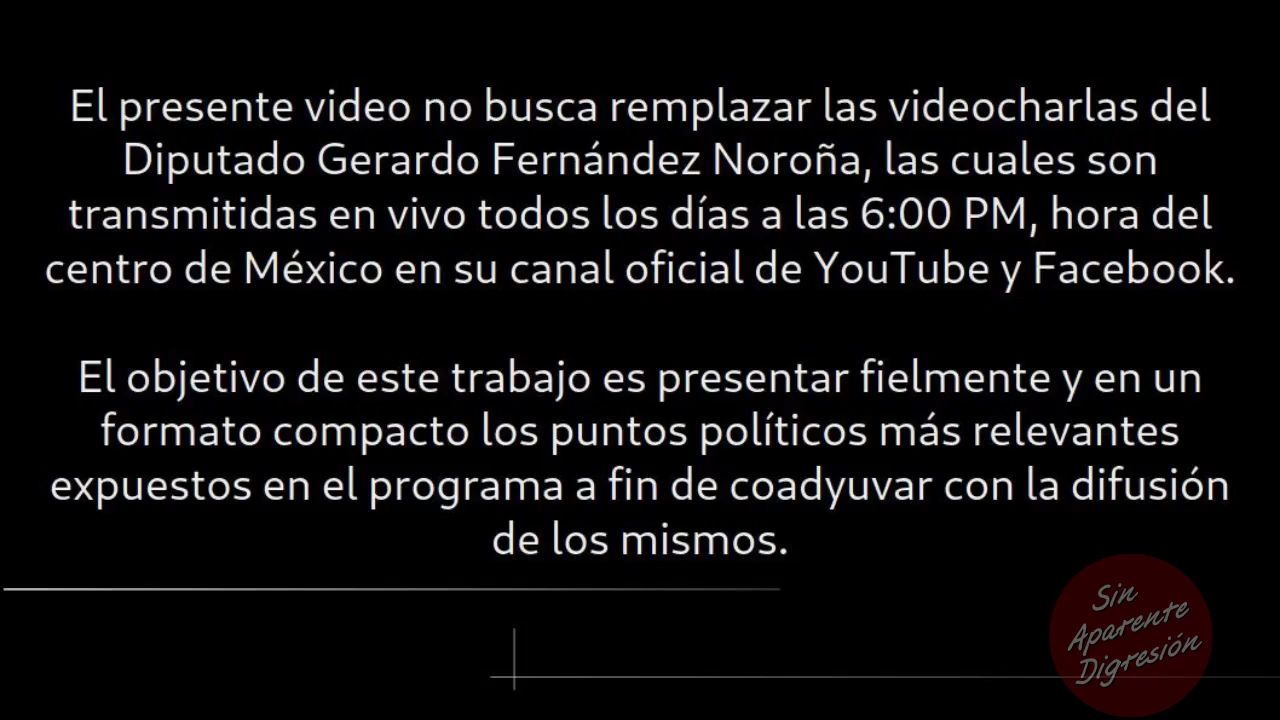 El presente video no busca remplazar las videocharlas del
Diputado Gerardo Fernández Noroña, las cuales son
transmitidas en vivo todos los días a las 6:00 PM, hora del
centro de México en su canal oficial de YouTube y Facebook.
El objetivo de este trabajo es presentar fielmente y en un
formato compacto los puntos políticos más relevantes
expuestos en el programa a fin de coadyuvar con la difusión
de los mismos.
Sin
Aparente
Digresión